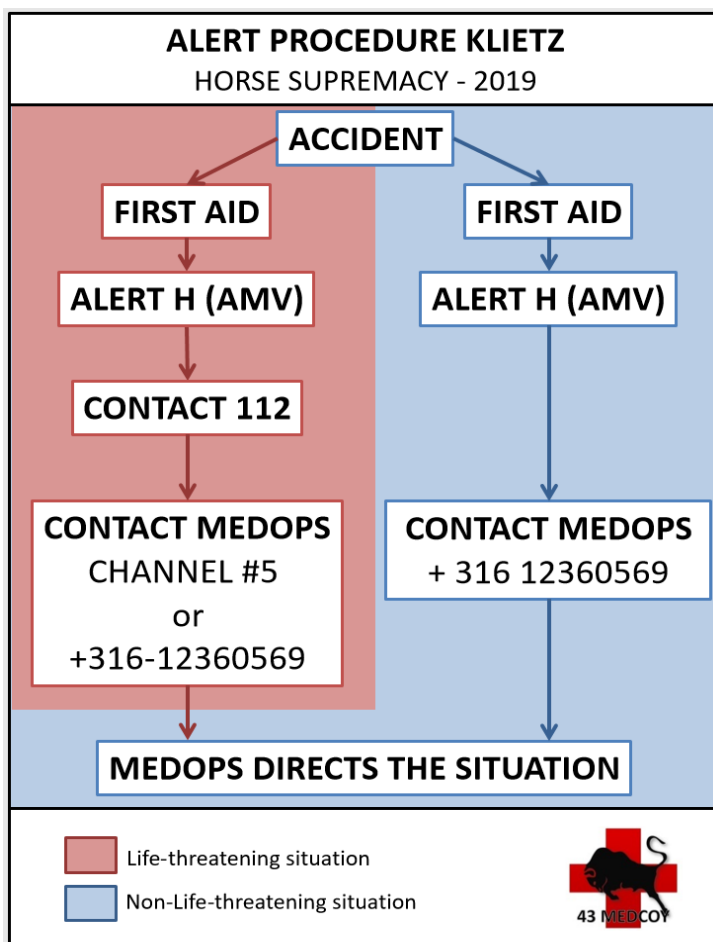 ALERT PROCEDURE KLIETZ
HORSE SUPREMACY - 2019
ACCIDENT
FIRST AID
ALERT H (AMV)
CONTACT 112
CONTACT MEDOPS
CHANNEL #5
or
+316-12360569
FIRST AID
ALERT H (AMV)
CONTACT MEDOPS
+ 316 12360569
MEDOPS DIRECTS THE SITUATION
Life-threatening situation
Non-Life-threatening situation
43 MEDCOY